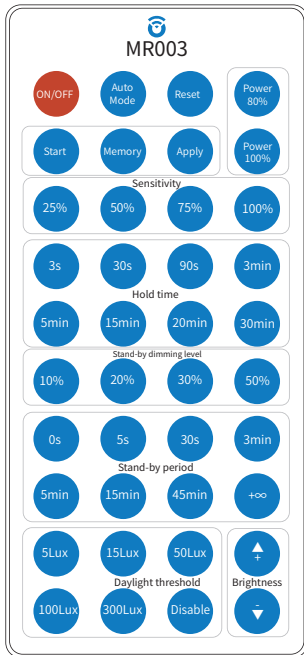 MR003
ON/OFF Auto Mode Reset Power 80%
Start Memory Apply Power 100%
Sensitivity
25% 50% 75% 100%
3s 30s 90s 3min
Hold time
5min 15min 20min 30min
Stand-by dimming level
10% 20% 30% 50%
0s 5s 30s 3min
Stand-by period
5min 15min 45min +∞
5Lux 15Lux 50Lux ▲ +
Daylight threshold Brightness
100Lux 300Lux Disable - ▼